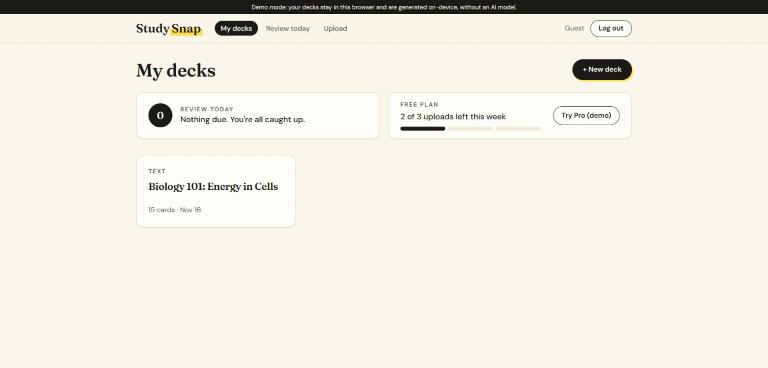 Demo mode: your decks stay in this browser and are generated on-device, without an AI model.
StudySnap My decks Review today Upload Guest Log out
My decks
+ New deck
0
REVIEW TODAY
Nothing due. You're all caught up.
FREE PLAN
2 of 3 uploads left this week
Try Pro (demo)
TEXT
Biology 101: Energy in Cells
15 cards · Nov 16